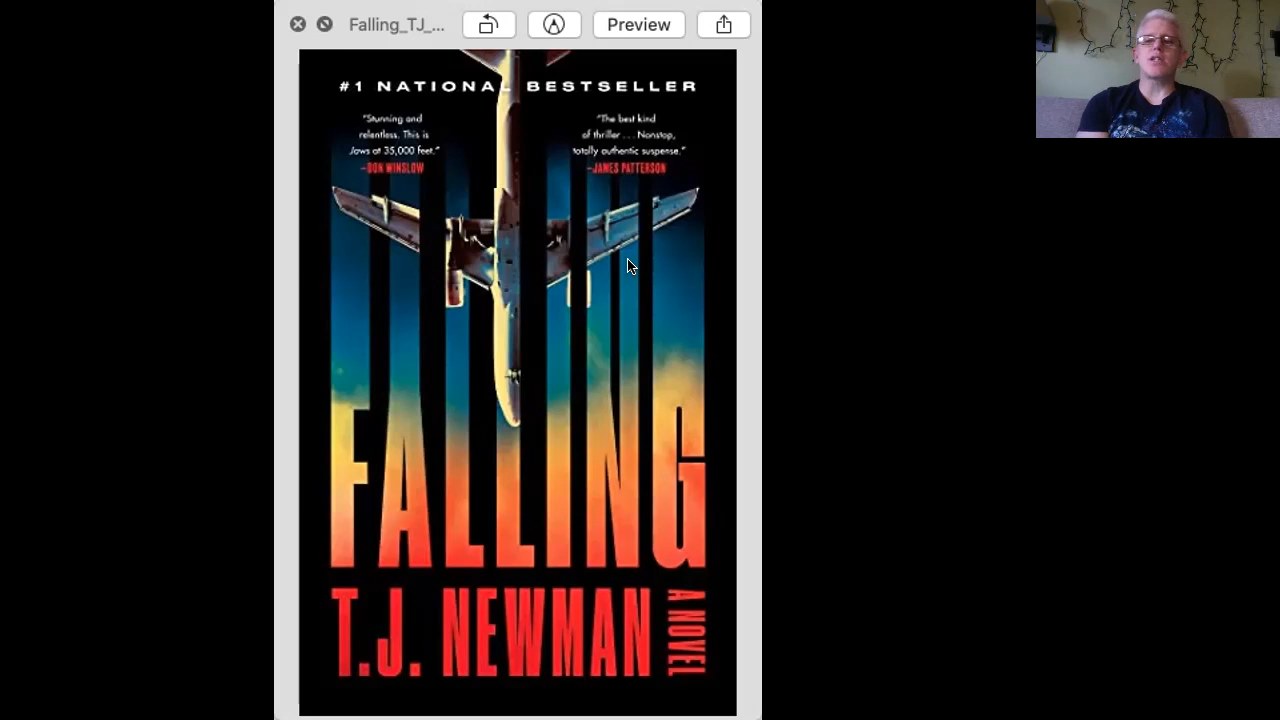 Falling_TJ_...
Preview
#1 NATIONAL BESTSELLER
"Stunning and
relentless. This is
Jaws at 35,000 feet."
—DON WINSLOW
"The best kind
of thriller . . . Nonstop,
totally authentic suspense."
—JAMES PATTERSON
FALLING
T.J. NEWMAN
A NOVEL